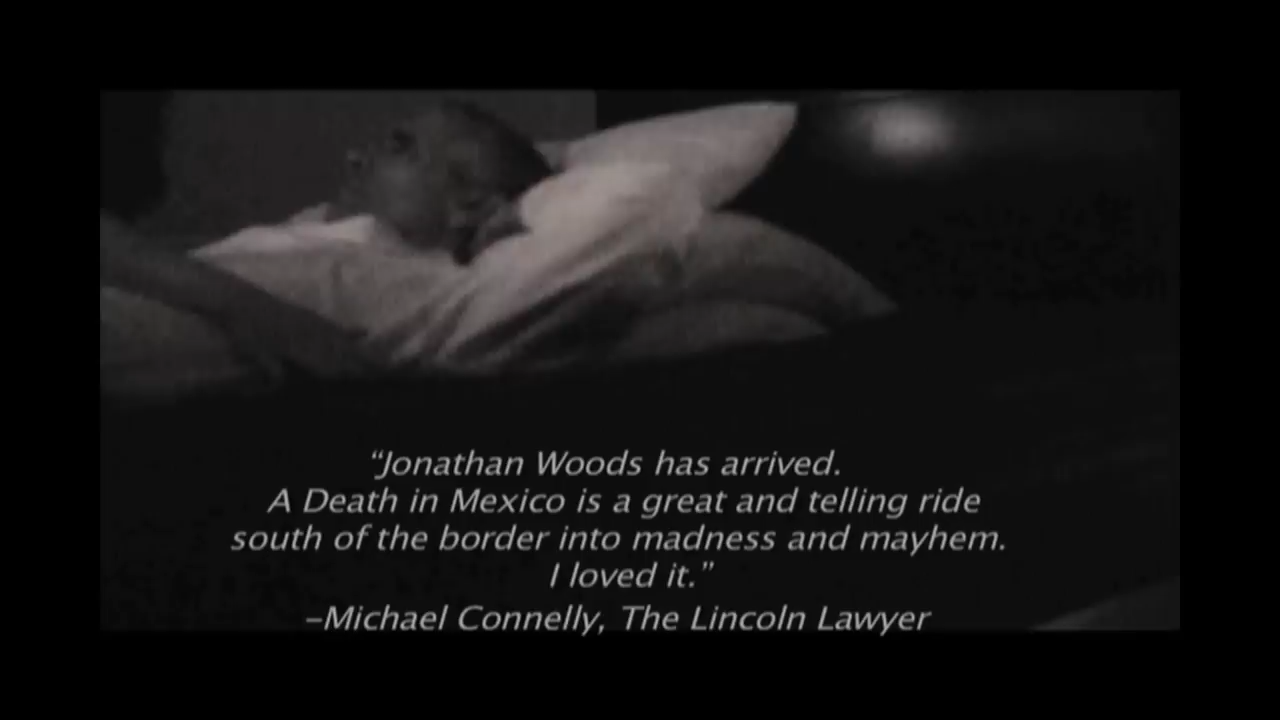 “Jonathan Woods has arrived.
A Death in Mexico is a great and telling ride
south of the border into madness and mayhem.
I loved it.”
–Michael Connelly, The Lincoln Lawyer